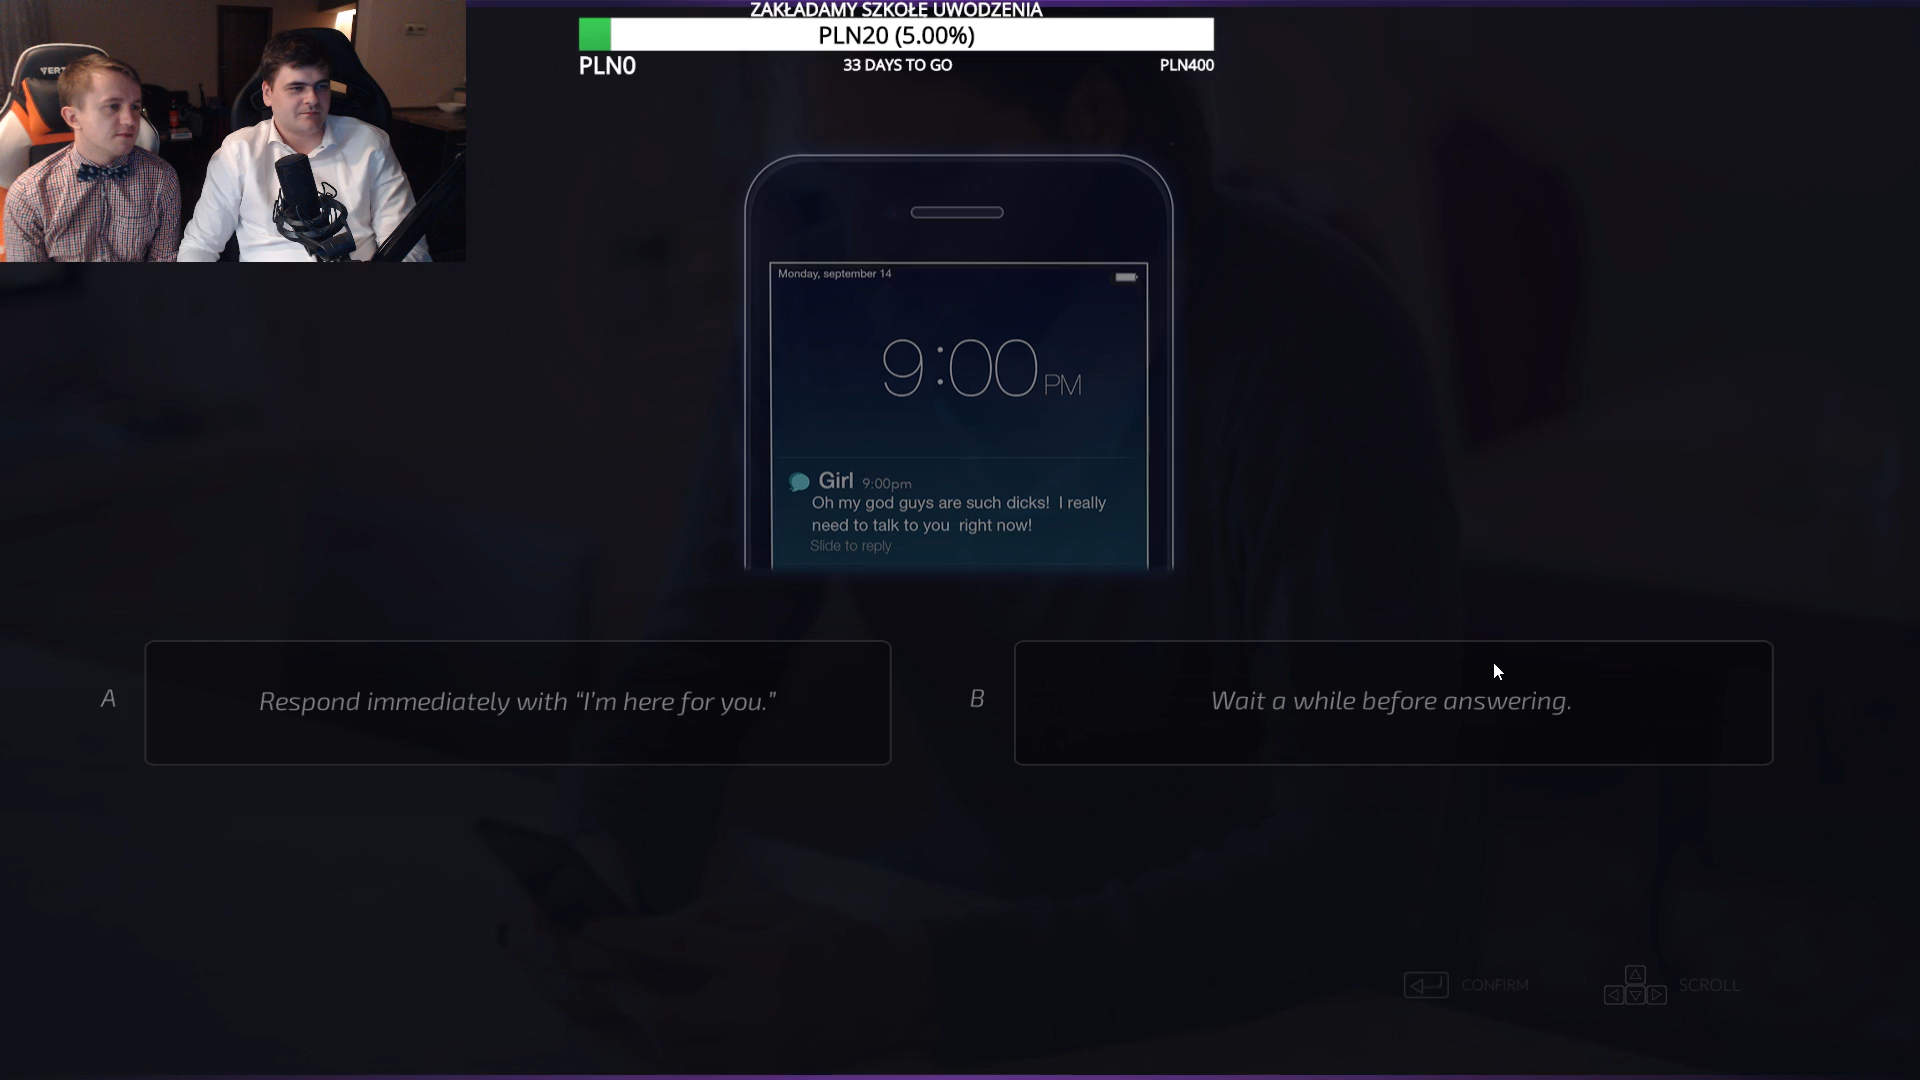 ZAKŁADAMY SZKOŁĘ UWODZENIA
PLN20 (5.00%)
PLN0
33 DAYS TO GO
PLN400
VERT
Monday, september 14
9:00 PM
Girl 9:00pm
Oh my god guys are such dicks! I really
need to talk to you right now!
Slide to reply
A
Respond immediately with “I’m here for you.”
B
Wait a while before answering.
CONFIRM
SCROLL